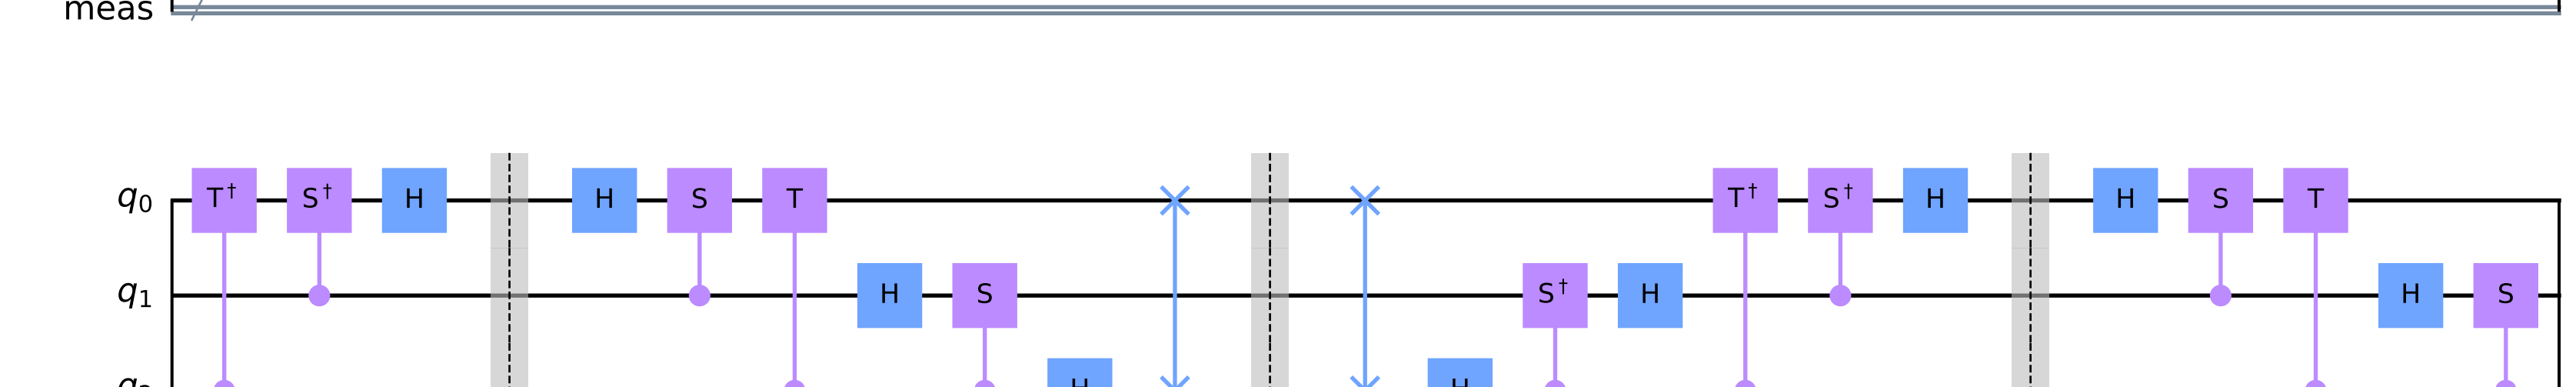 meas
q0 T† S† H H S T T† S† H H S T
q1 H S S† H H S
H H